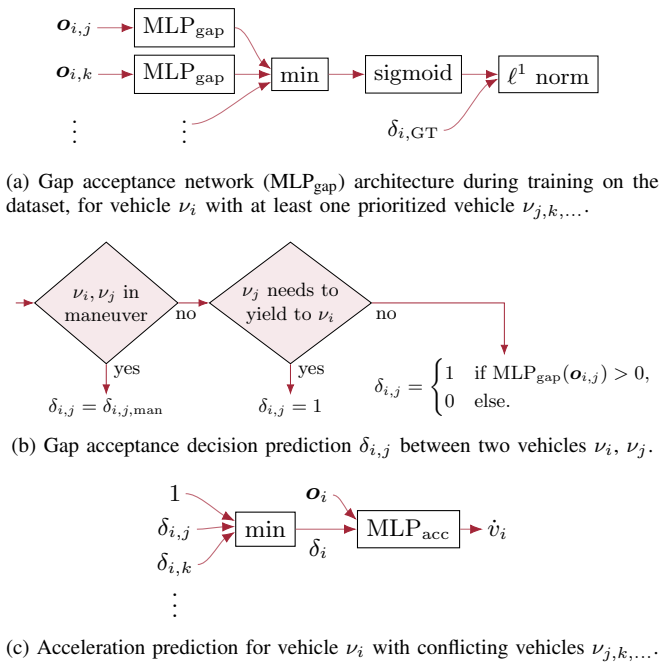 o_{i,j} MLP_gap
o_{i,k} MLP_gap min sigmoid ℓ¹ norm
⋮ ⋮ δ_{i,GT}
(a) Gap acceptance network (MLP_gap) architecture during training on the
dataset, for vehicle ν_i with at least one prioritized vehicle ν_{j,k,…}.
ν_i, ν_j in maneuver
no
yes
δ_{i,j} = δ_{i,j,man}
ν_j needs to yield to ν_i
no
yes
δ_{i,j} = 1
δ_{i,j} = { 1 if MLP_gap(o_{i,j}) > 0,
0 else.
(b) Gap acceptance decision prediction δ_{i,j} between two vehicles ν_i, ν_j.
1 o_i
δ_{i,j} min δ_i MLP_acc v̇_i
δ_{i,k}
⋮
(c) Acceleration prediction for vehicle ν_i with conflicting vehicles ν_{j,k,…}.